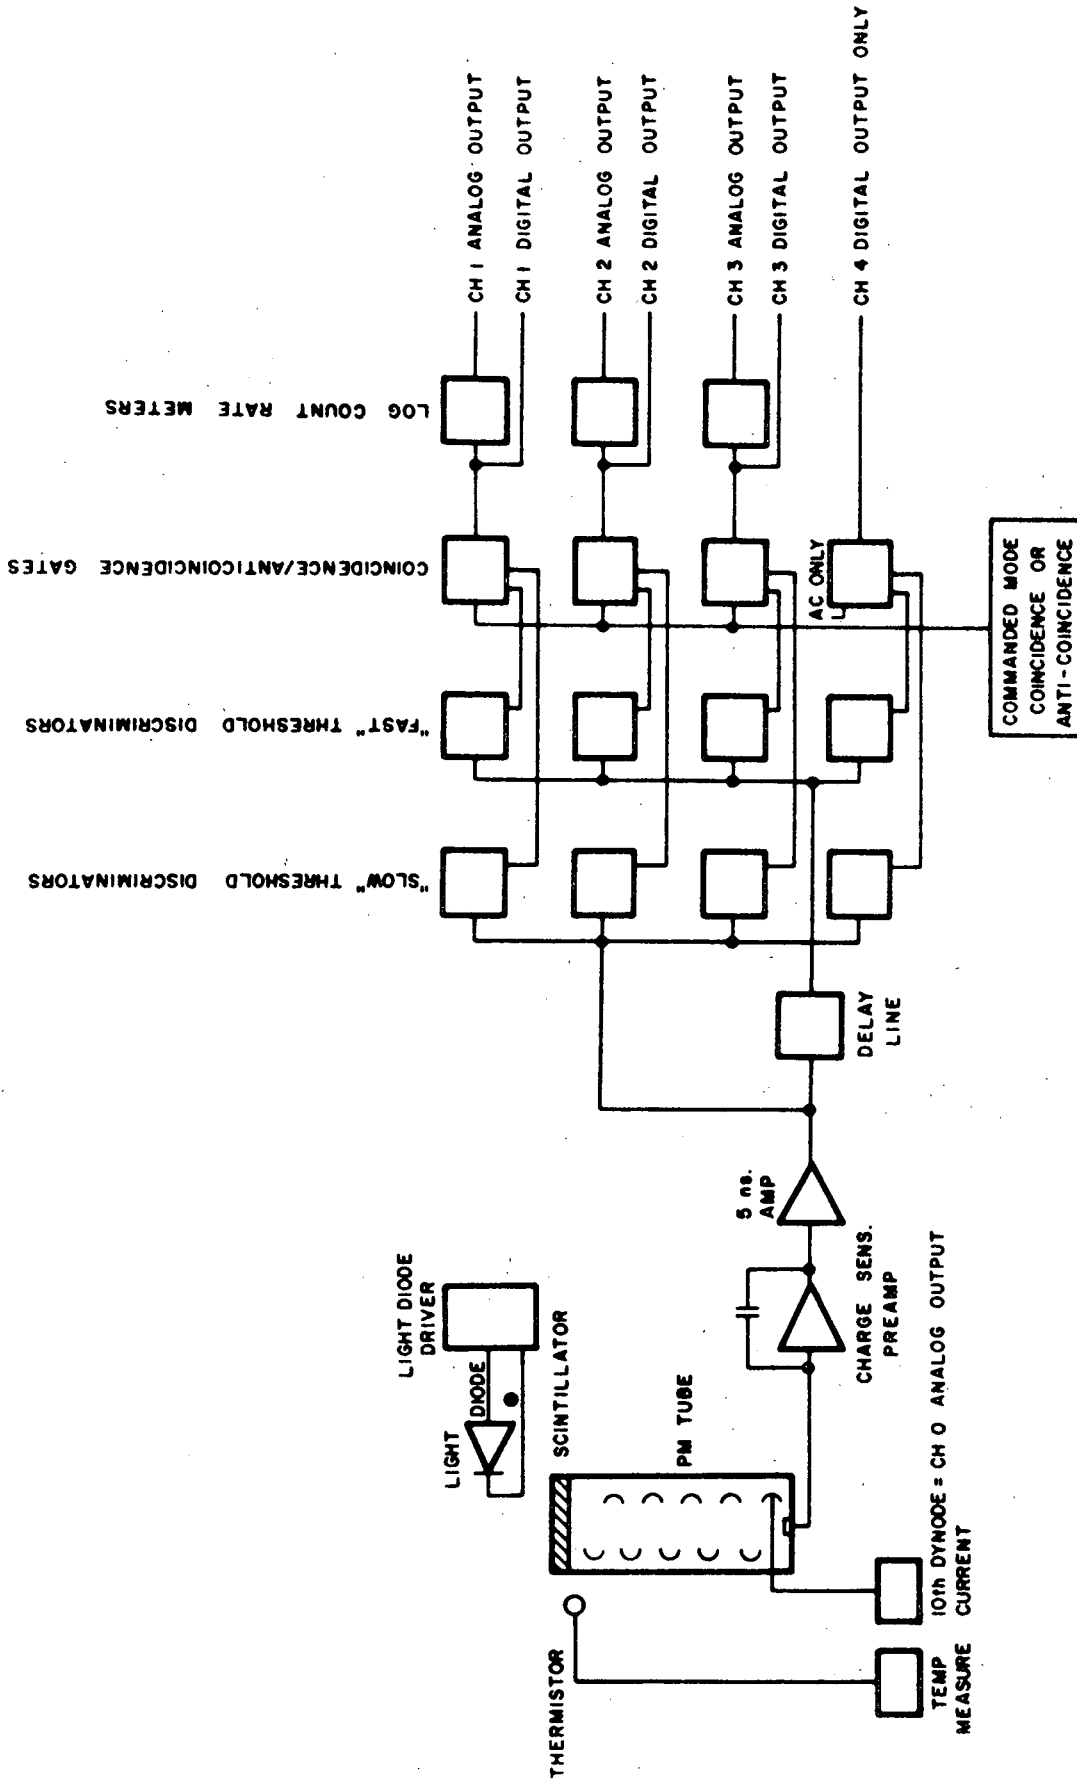 CH 1 ANALOG OUTPUT
CH 1 DIGITAL OUTPUT
CH 2 ANALOG OUTPUT
CH 2 DIGITAL OUTPUT
CH 3 ANALOG OUTPUT
CH 3 DIGITAL OUTPUT
CH 4 DIGITAL OUTPUT ONLY
LOG COUNT RATE METERS
COINCIDENCE/ANTICOINCIDENCE GATES
"FAST" THRESHOLD DISCRIMINATORS
"SLOW" THRESHOLD DISCRIMINATORS
AC ONLY
COMMANDED MODE
COINCIDENCE OR
ANTI-COINCIDENCE
DELAY
LINE
5 ns.
AMP
CHARGE SENS.
PREAMP
LIGHT DIODE
DRIVER
LIGHT
DIODE
SCINTILLATOR
PM TUBE
10th DYNODE = CH 0 ANALOG OUTPUT
CURRENT
THERMISTOR
TEMP
MEASURE